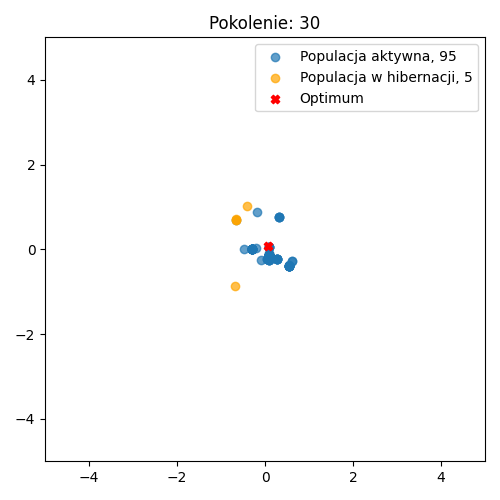 Pokolenie: 30
Populacja aktywna, 95
Populacja w hibernacji, 5
Optimum
4
2
0
−2
−4
−4 −2 0 2 4